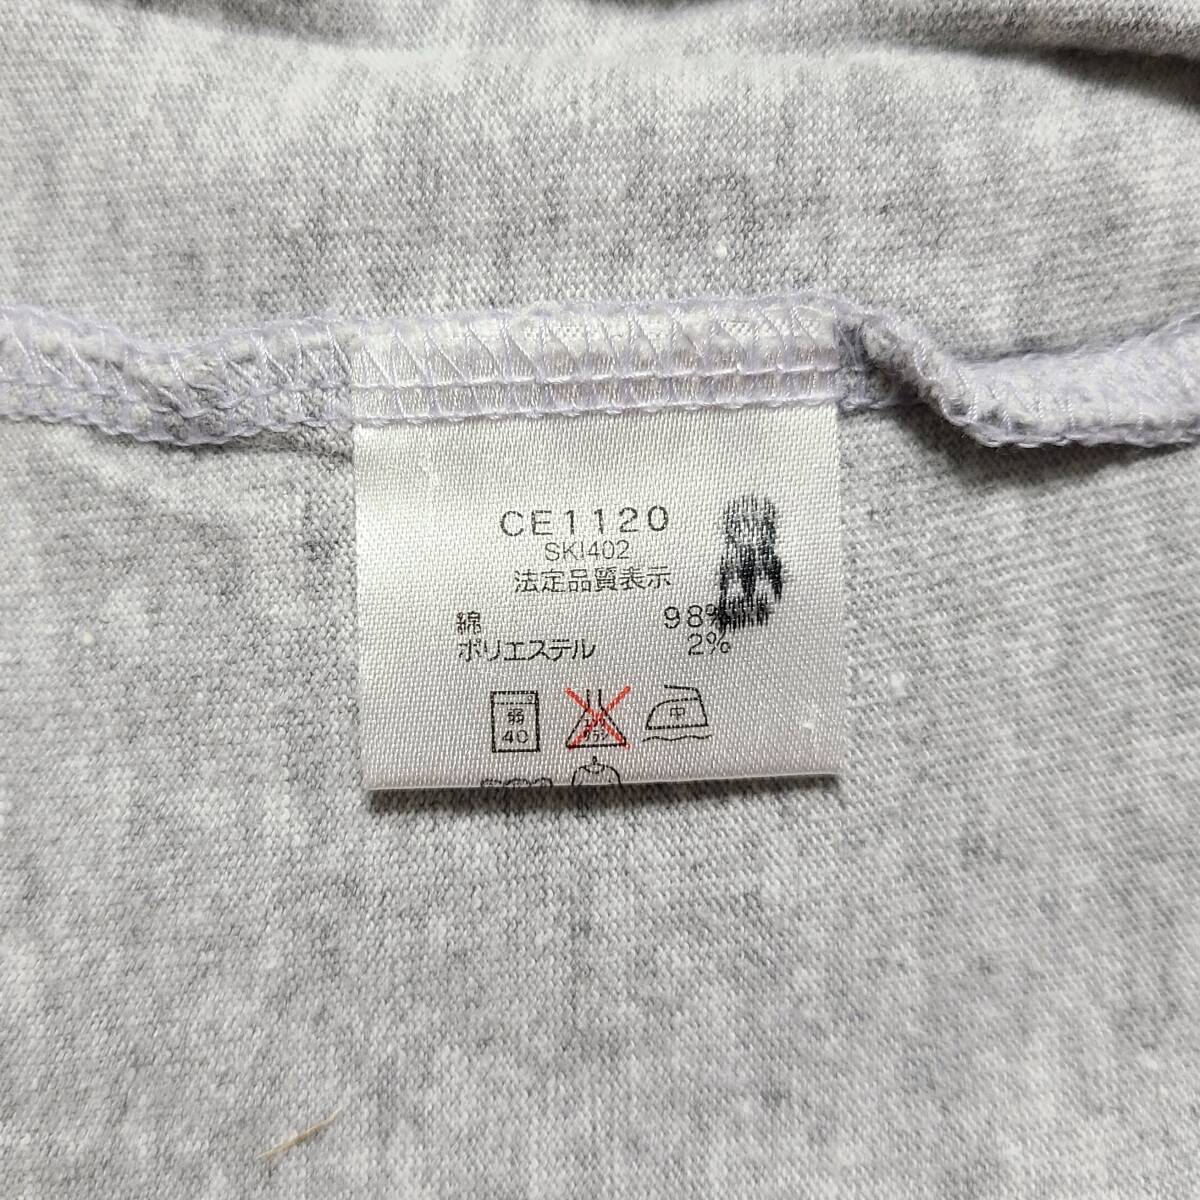 CE1120
SKI402
法定品質表示
綿 98%
ポリエステル 2%
弱 中
40